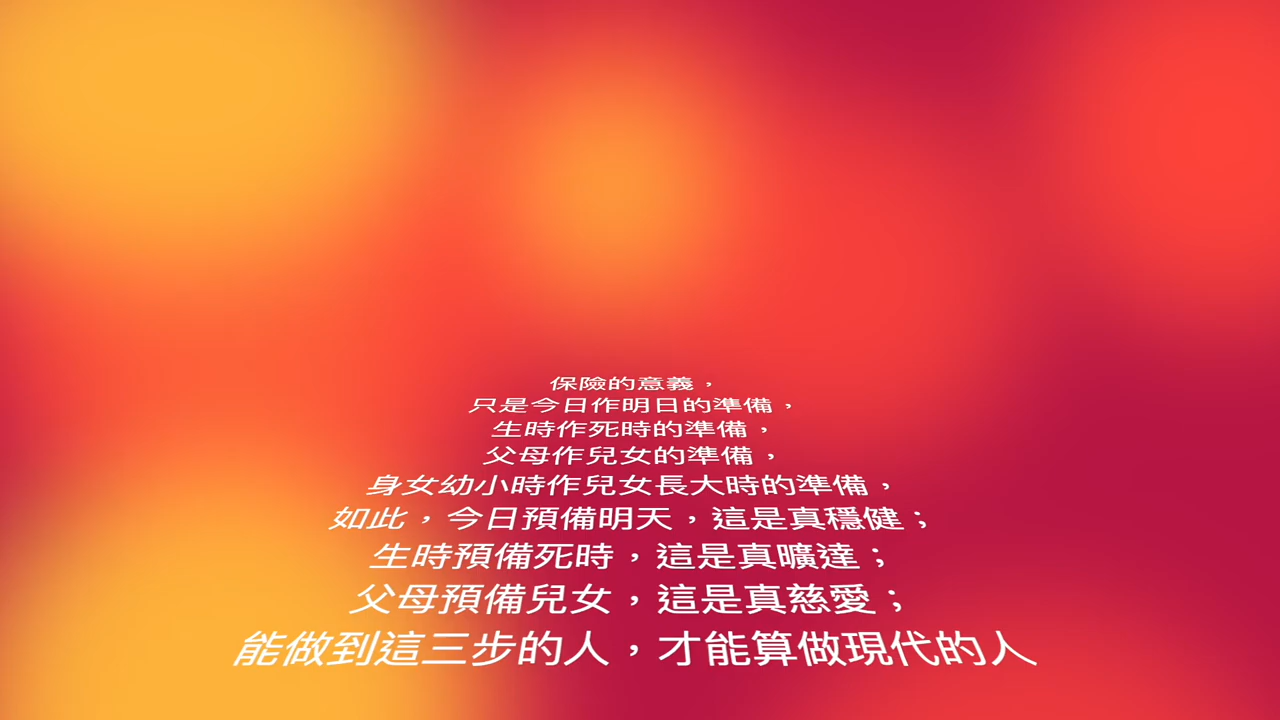 保險的意義，
只是今日作明日的準備，
生時作死時的準備，
父母作兒女的準備，
身女幼小時作兒女長大時的準備，
如此，今日預備明天，這是真穩健；
生時預備死時，這是真曠達；
父母預備兒女，這是真慈愛；
能做到這三步的人，才能算做現代的人